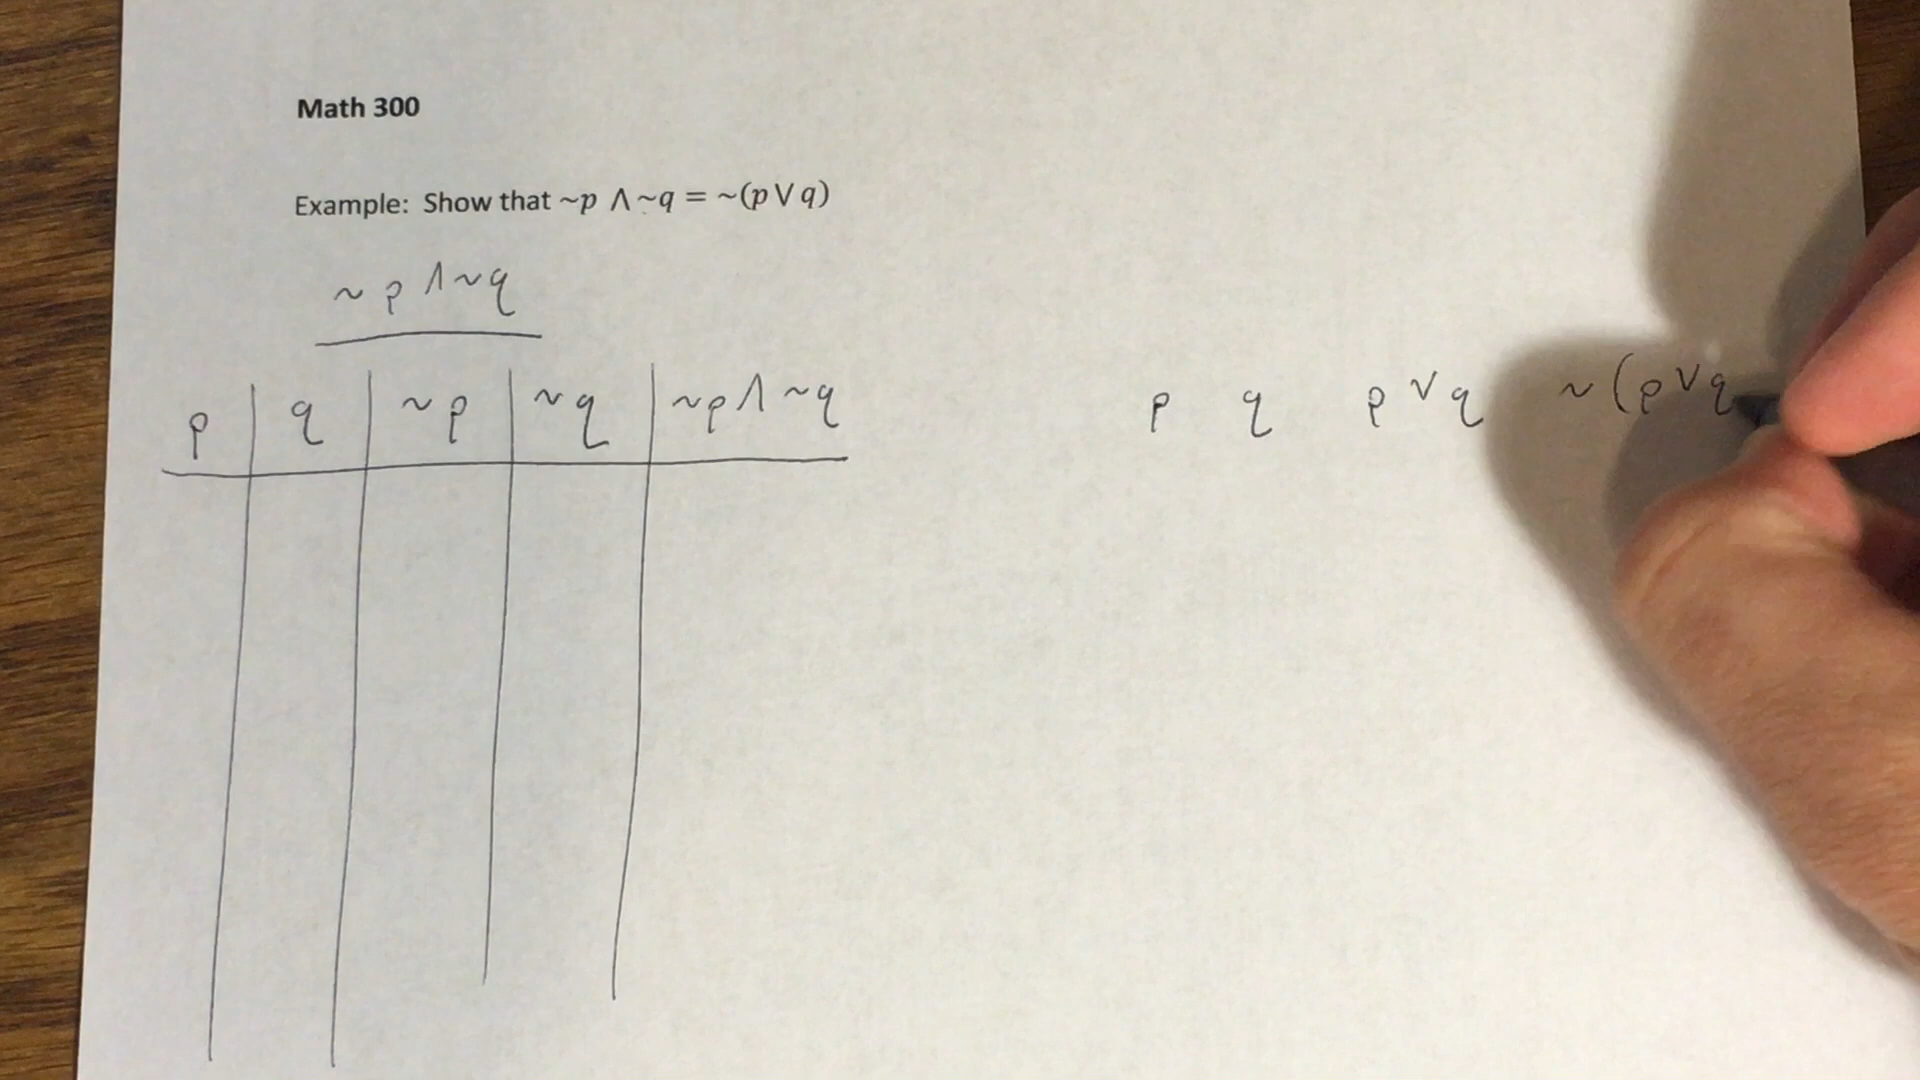 Math 300
Example: Show that ~p ∧ ~q = ~(p ∨ q)
~p ∧ ~q
p q ~p ~q ~p ∧ ~q
p q p ∨ q ~(p ∨ q